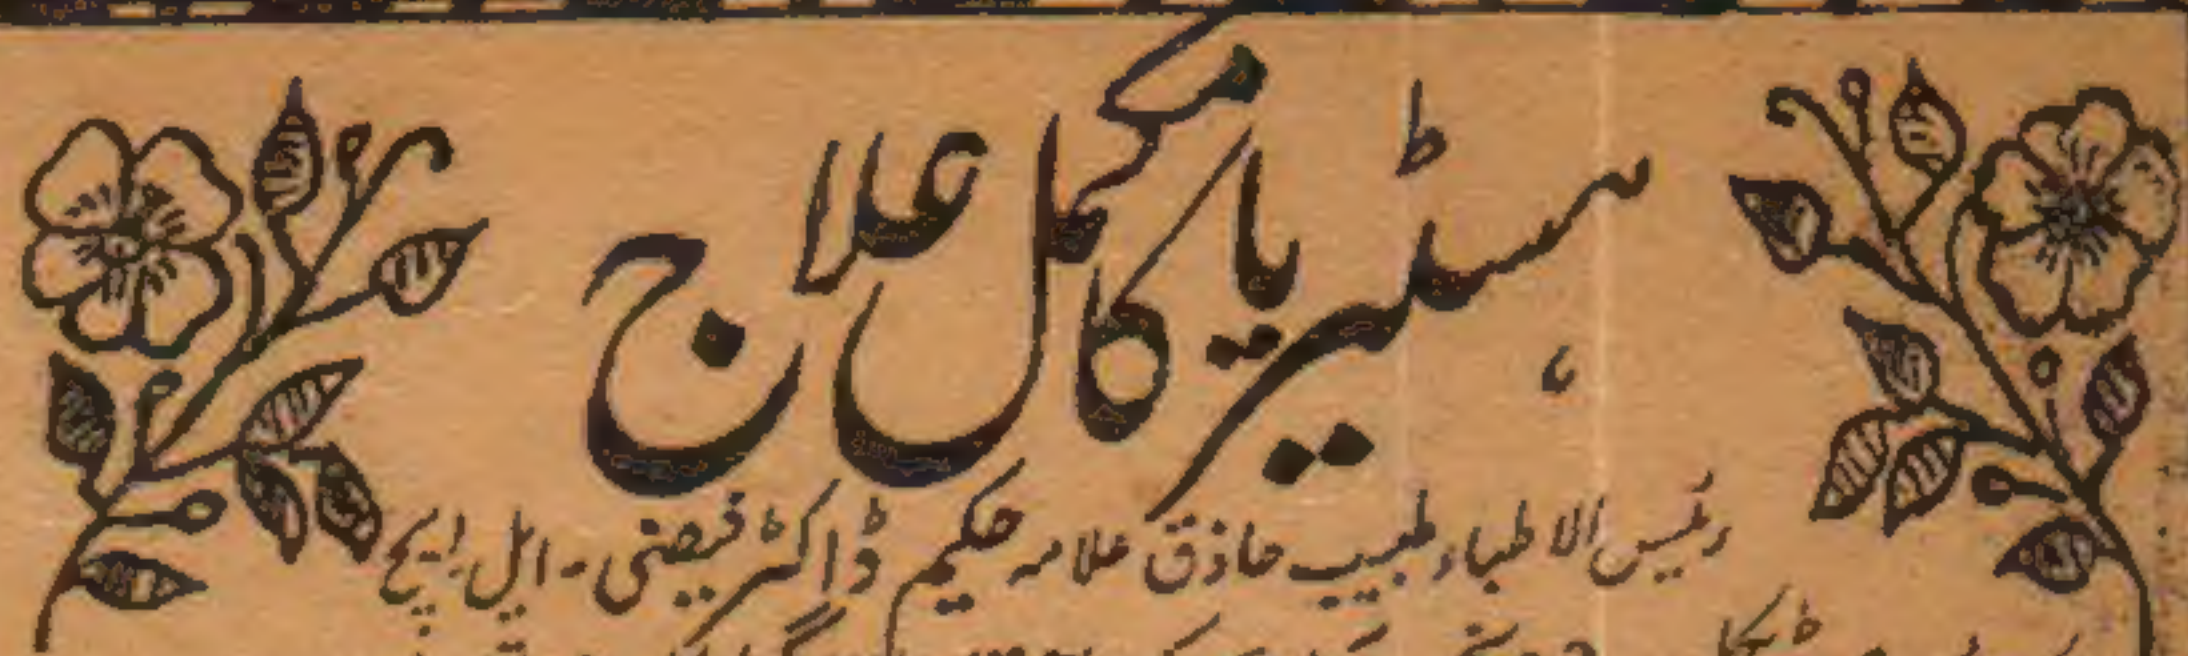 ہسٹیریا کا مکمل علاج
رئیس الاطباء طبیب حاذق علامہ حکیم ڈاکٹر فیضی - ایل ایچ